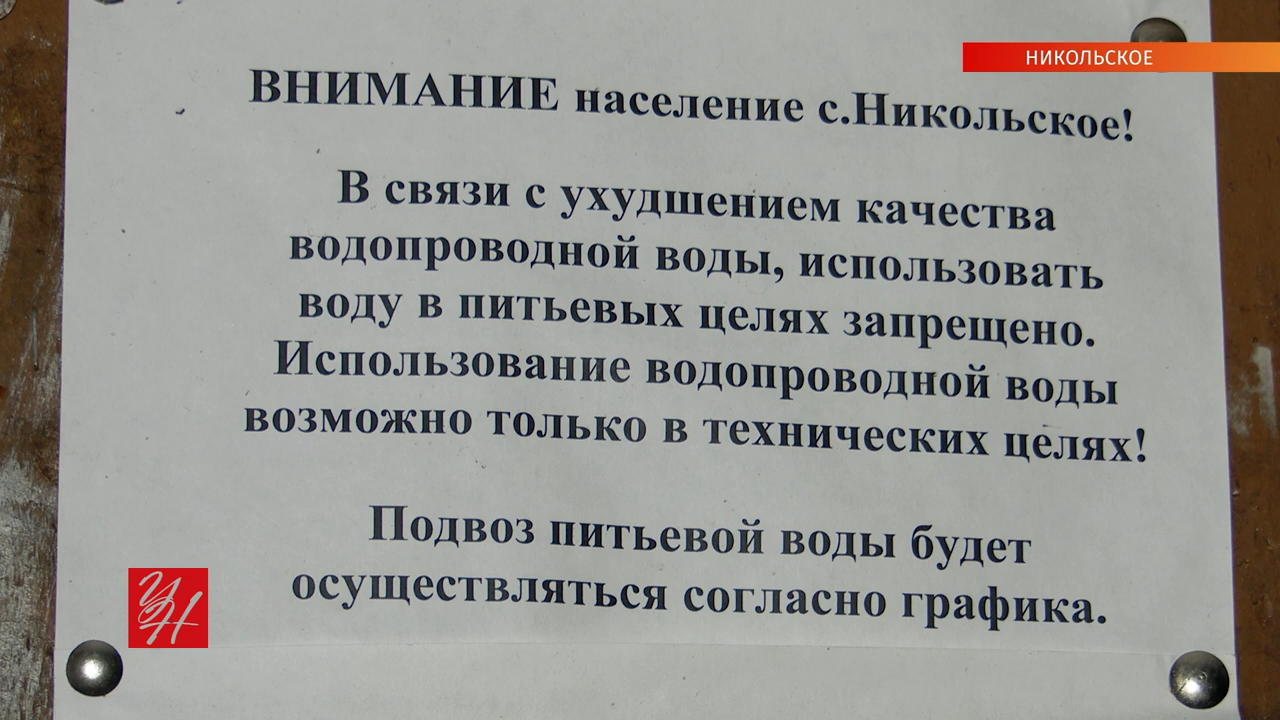 НИКОЛЬСКОЕ
ВНИМАНИЕ население с.Никольское!
В связи с ухудшением качества
водопроводной воды, использовать
воду в питьевых целях запрещено.
Использование водопроводной воды
возможно только в технических целях!
Подвоз питьевой воды будет
осуществляться согласно графика.
УН